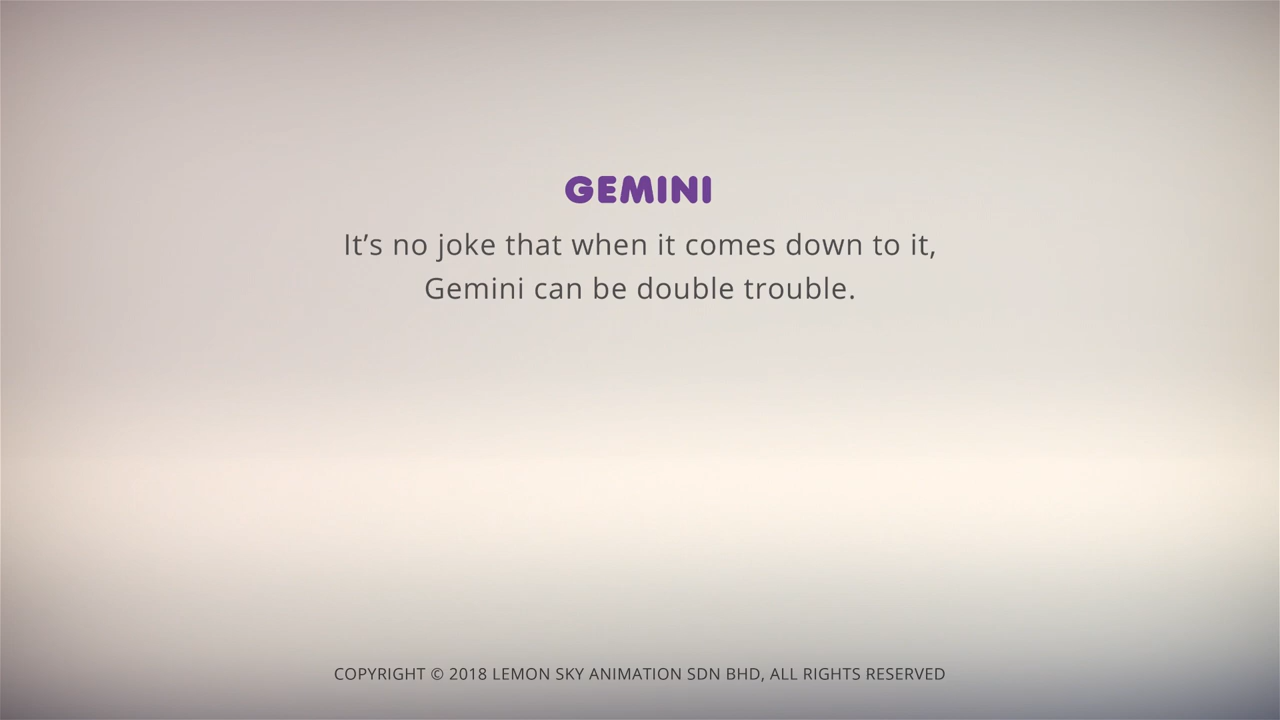 GEMINI
It’s no joke that when it comes down to it,
Gemini can be double trouble.
COPYRIGHT © 2018 LEMON SKY ANIMATION SDN BHD, ALL RIGHTS RESERVED